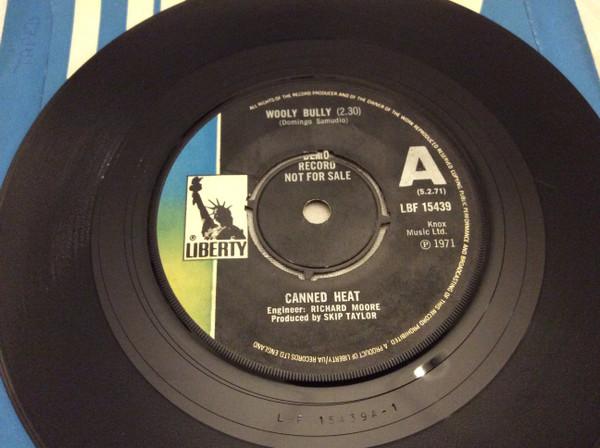 ALL RIGHTS OF THE RECORD PRODUCER AND OF THE OWNER OF THE WORK REPRODUCED RESERVED COPYING PUBLIC PERFORMANCE AND BROADCASTING OF THIS RECORD PROHIBITED. A PRODUCT OF LIBERTY/UA RECORDS LTD ENGLAND
WOOLY BULLY (2.30)
(Domingo Samudio)
DEMO
RECORD
NOT FOR SALE
A
(5.2.71)
LBF 15439
Knox
Music Ltd.
Ⓟ 1971
® LIBERTY
CANNED HEAT
Engineer: RICHARD MOORE
Produced by SKIP TAYLOR
15439A-1